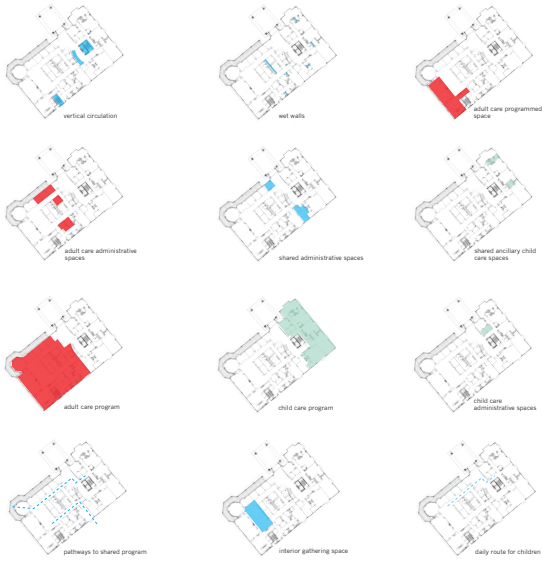 vertical circulation
wet walls
adult care programmed
space
adult care administrative
spaces
shared administrative spaces
shared ancillary child
care spaces
adult care program
child care program
child care
administrative spaces
pathways to shared program
interior gathering space
daily route for children